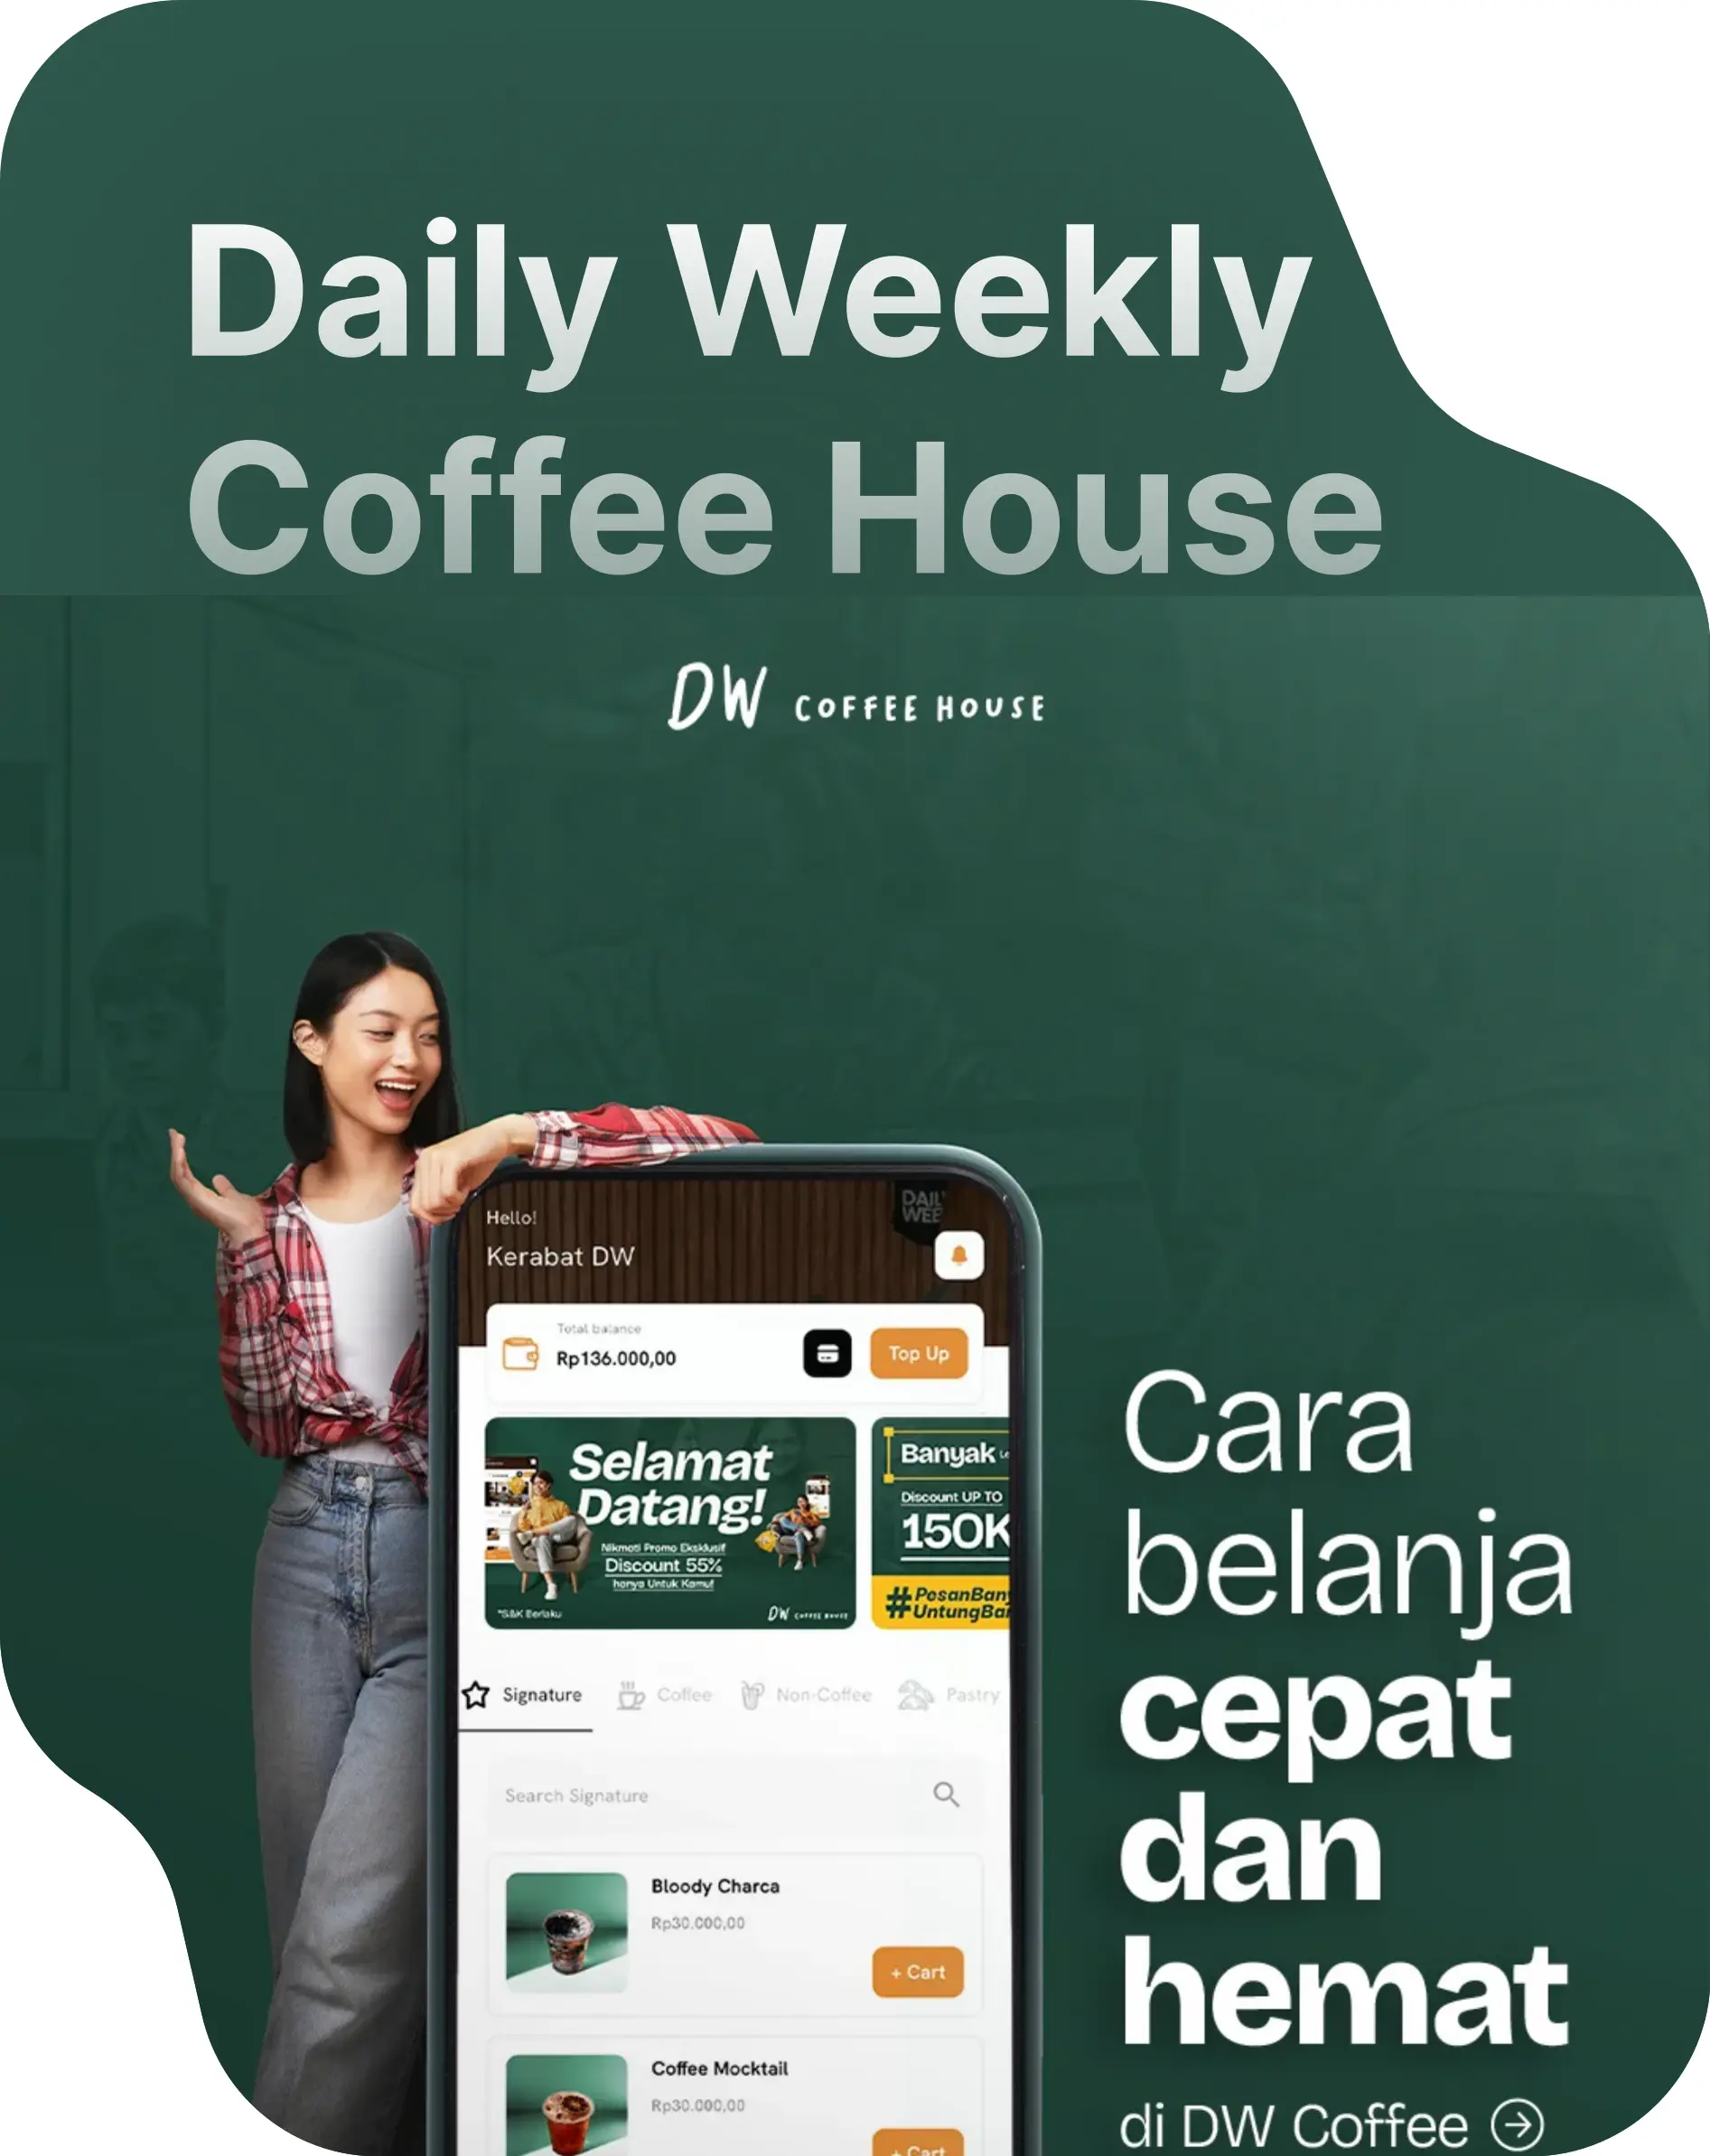 Daily Weekly
Coffee House
DW COFFEE HOUSE
DAILY
WEE
Hello!
Kerabat DW
Total balance
Rp136.000,00
Top Up
Selamat
Datang!
Nikmati Promo Eksklusif
Discount 55%
hanya Untuk Kamu!
*S&K Berlaku
DW COFFEE HOUSE
Banyak
Discount UP TO
150K
#PesanBany
UntungBa
Signature
Coffee
Non-Coffee
Pastry
Search Signature
Bloody Charca
Rp30.000,00
+ Cart
Coffee Mocktail
Rp30.000,00
+ Cart
Cara
belanja
cepat
dan
hemat
di DW Coffee